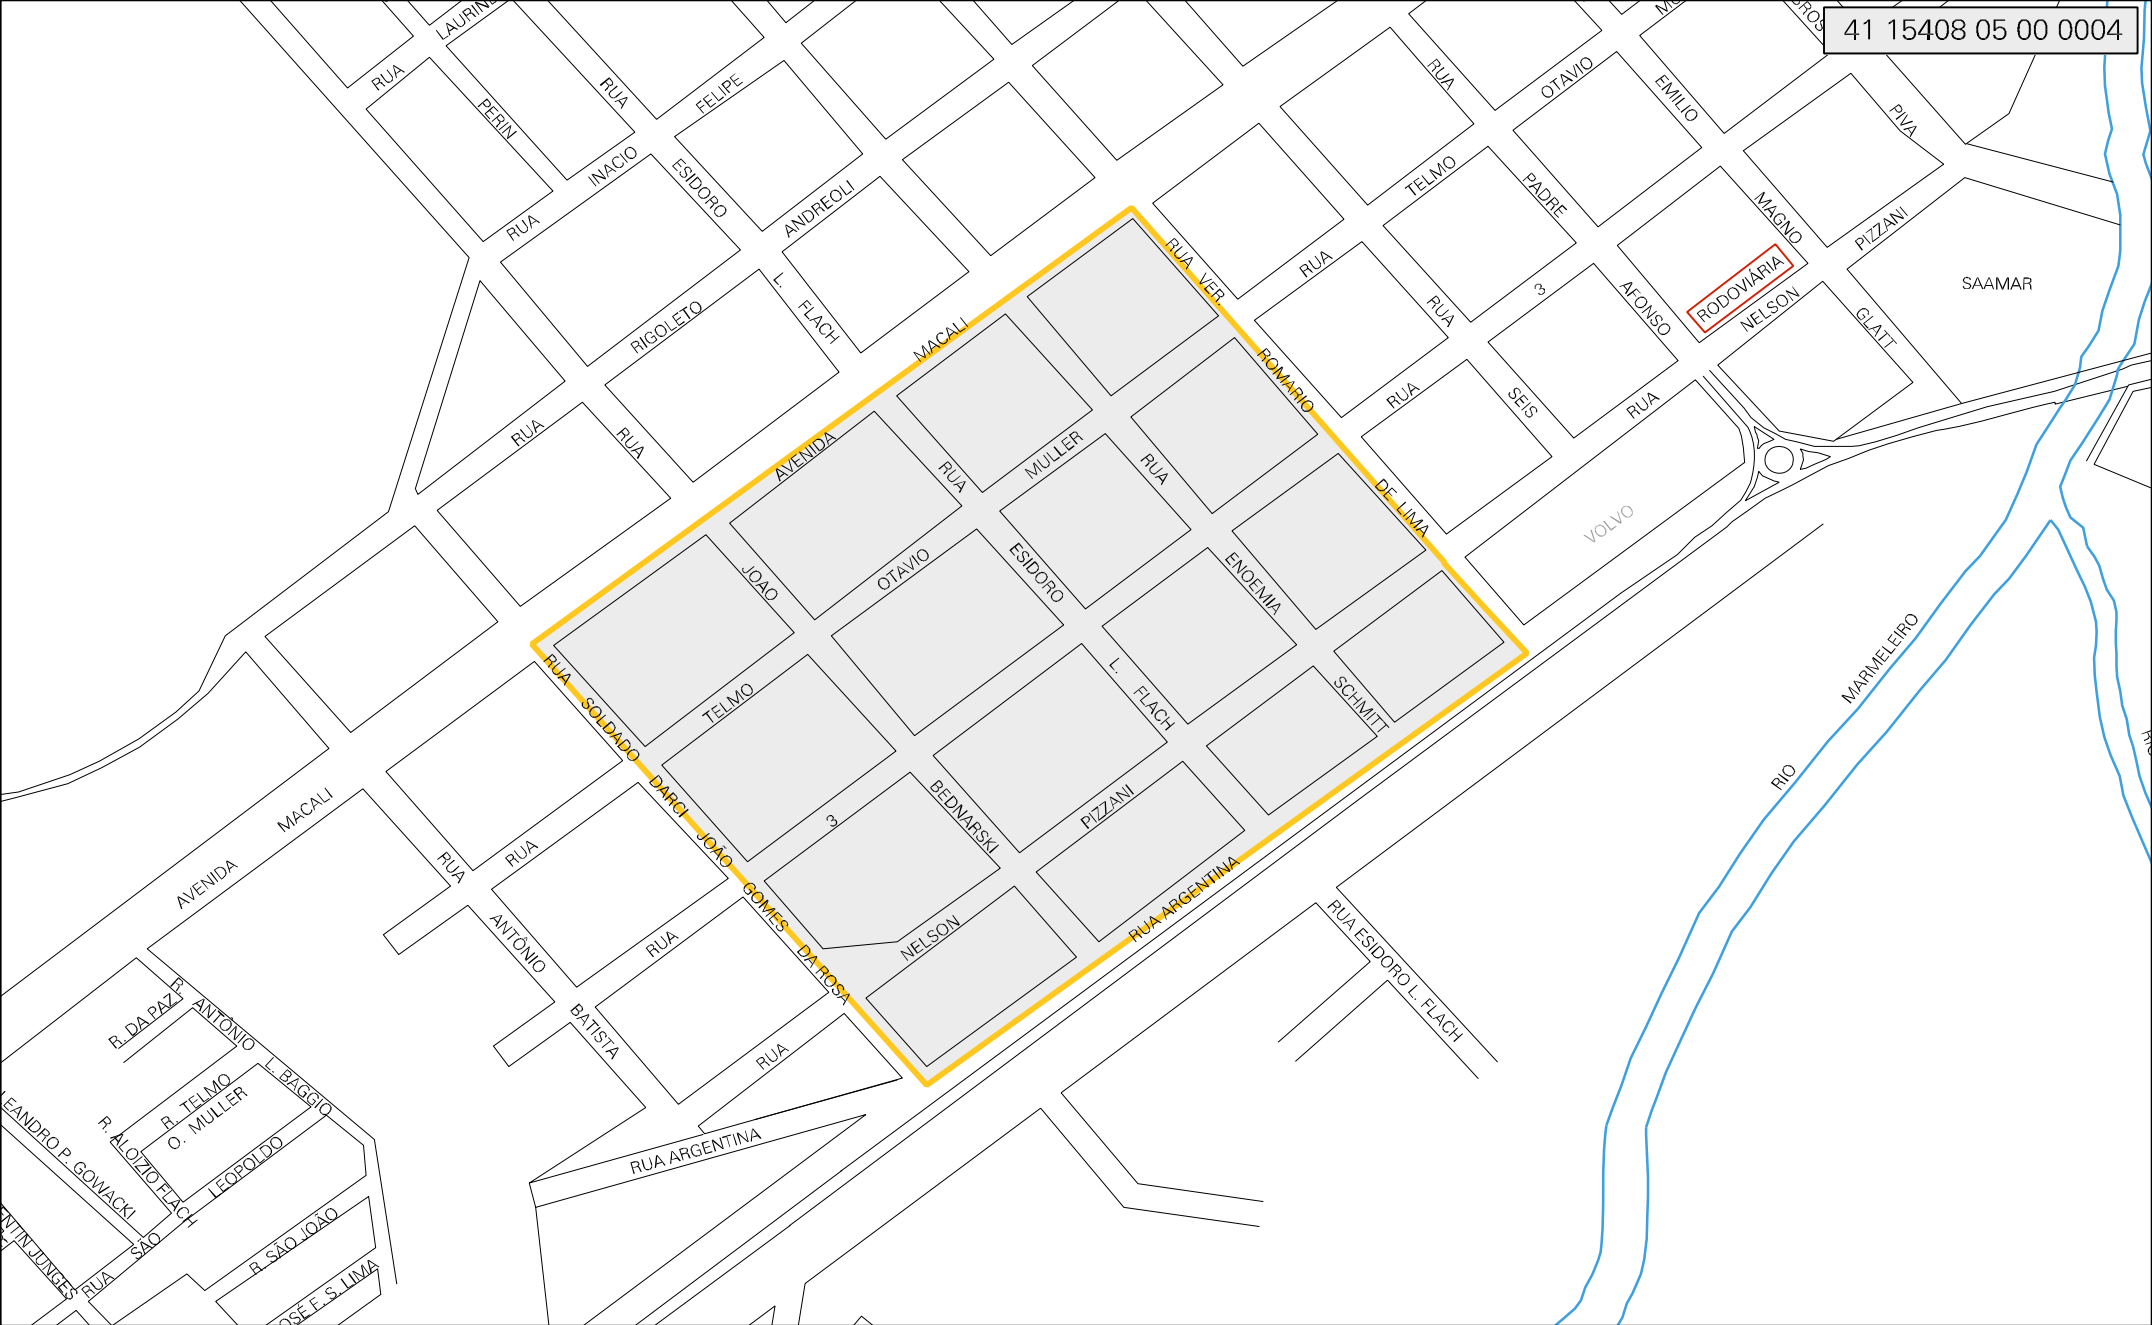 41 15408 05 00 0004
RUA
PERIN
RUA
FELIPE
INACIO
ESIDORO
RUA
ANDREOLI
RIGOLETO
L. FLACH
RUA
RUA
RUA
OTAVIO
EMILIO
PIVA
TELMO
PADRE
MAGNO
PIZZANI
RUA
3
RUA
AFONSO
RODOVIÁRIA
NELSON
GLATT
SAAMAR
RUA
SEIS
RUA
VOLVO
AVENIDA
MACALI
RUA VER. ROMARIO DE LIMA
RUA
MULLER
RUA
JOAO
OTAVIO
ESIDORO
ENOEMIA
TELMO
L. FLACH
SCHMITT
3
BEDNARSKI
PIZZANI
NELSON
RUA ARGENTINA
RUA SOLDADO DARCI JOÃO GOMES DA ROSA
AVENIDA
MACALI
RUA
RUA
ANTÔNIO
RUA
BATISTA
RUA
RUA ARGENTINA
RUA ESIDORO L. FLACH
RIO
MARMELEIRO
R. DA PAZ
R. ANTÔNIO L. BAGGIO
R. TELMO
O. MULLER
R. ALOIZIO FLACH
LEANDRO P. GOWACKI
RUA
SÃO
LEOPOLDO
R. SÃO JOÃO
JOSÉ F. S. LIMA
JUNGES